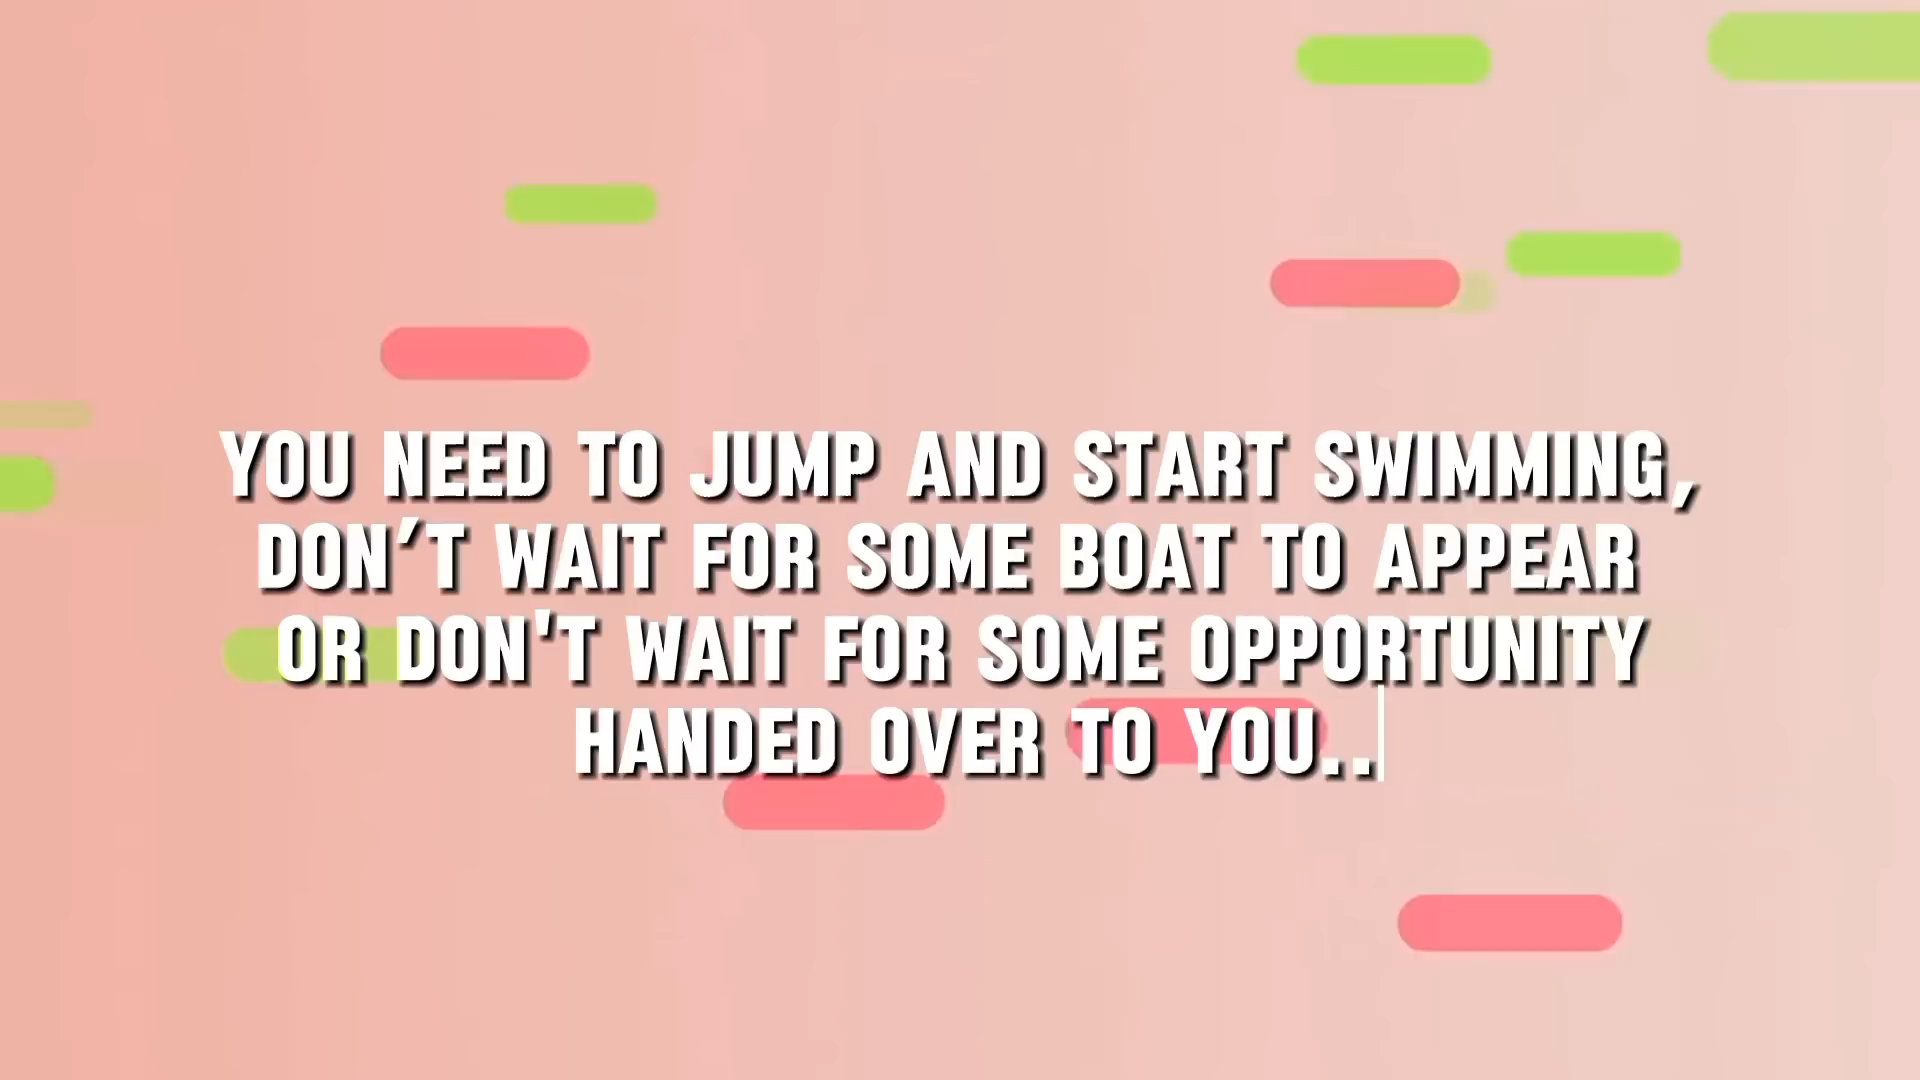 YOU NEED TO JUMP AND START SWIMMING,
DON’T WAIT FOR SOME BOAT TO APPEAR
OR DON'T WAIT FOR SOME OPPORTUNITY
HANDED OVER TO YOU..